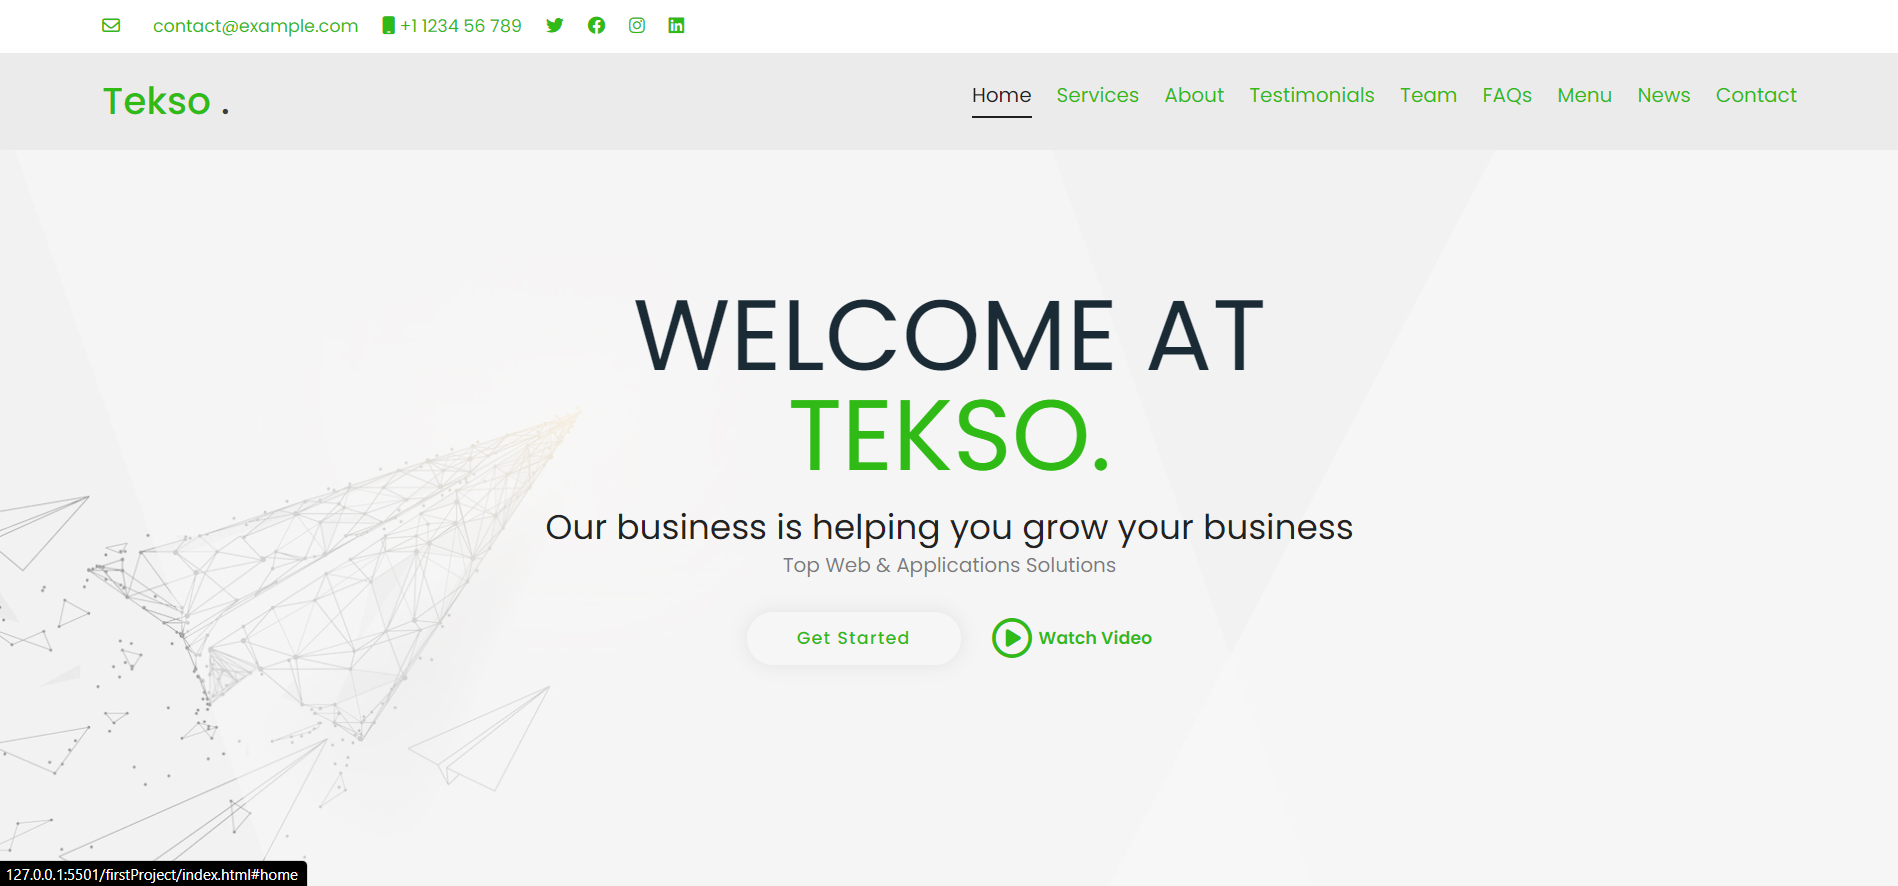 contact@example.com +1 1234 56 789
Tekso .
Home Services About Testimonials Team FAQs Menu News Contact
WELCOME AT
TEKSO.
Our business is helping you grow your business
Top Web & Applications Solutions
Get Started Watch Video
127.0.0.1:5501/firstProject/index.html#home